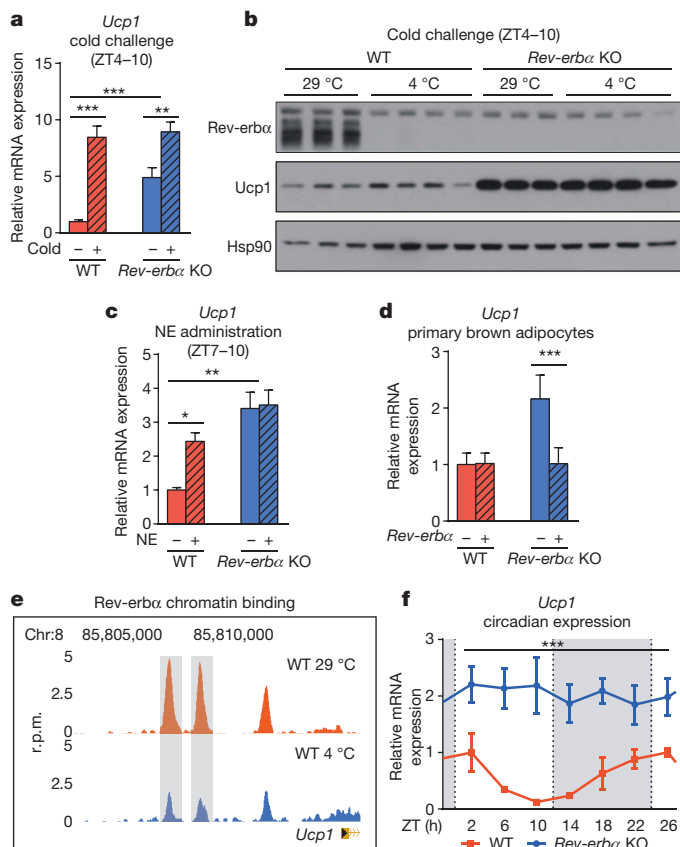 a
Ucp1
cold challenge
(ZT4–10)
Relative mRNA expression
15
10
5
0
***
***
**
Cold – + – +
WT Rev-erbα KO
b
Cold challenge (ZT4–10)
WT Rev-erbα KO
29 °C 4 °C 29 °C 4 °C
Rev-erbα
Ucp1
Hsp90
c
Ucp1
NE administration
(ZT7–10)
Relative mRNA expression
5
4
3
2
1
0
**
*
NE – + – +
WT Rev-erbα KO
d
Ucp1
primary brown adipocytes
Relative mRNA
expression
3
2
1
0
***
Rev-erbα – + – +
WT Rev-erbα KO
e
Rev-erbα chromatin binding
Chr:8 85,805,000 85,810,000
r.p.m.
5
2.5
0
WT 29 °C
5
2.5
0
WT 4 °C
Ucp1
f
Ucp1
circadian expression
***
Relative mRNA
expression
3
2
1
0
ZT (h) 2 6 10 14 18 22 26
WT Rev-erbα KO